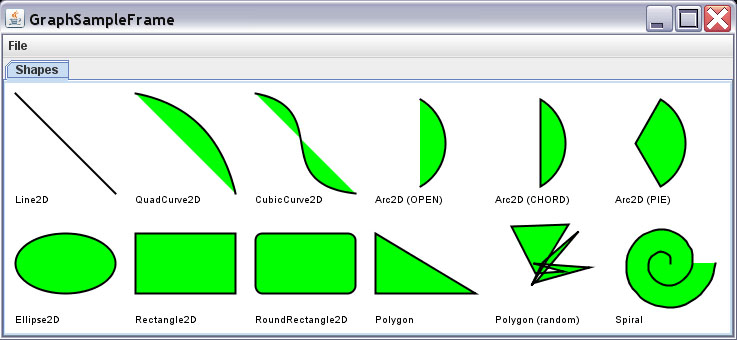 GraphSampleFrame
File
Shapes
Line2D QuadCurve2D CubicCurve2D Arc2D (OPEN) Arc2D (CHORD) Arc2D (PIE)
Ellipse2D Rectangle2D RoundRectangle2D Polygon Polygon (random) Spiral